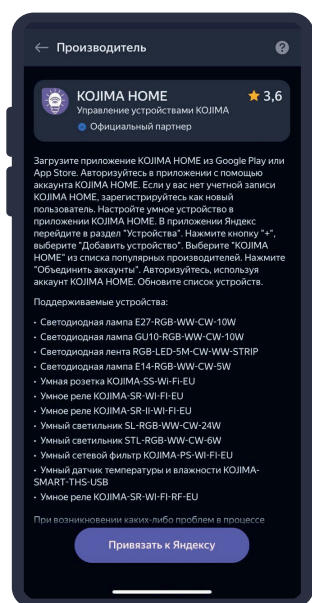 ← Производитель
?
KOJIMA HOME
★ 3,6
Управление устройствами KOJIMA
Официальный партнер
Загрузите приложение KOJIMA HOME из Google Play или
App Store. Авторизуйтесь в приложении с помощью
аккаунта KOJIMA HOME. Если у вас нет учетной записи
KOJIMA HOME, зарегистрируйтесь как новый
пользователь. Настройте умное устройство в
приложении KOJIMA HOME. В приложении Яндекс
перейдите в раздел "Устройства". Нажмите кнопку "+",
выберите "Добавить устройство". Выберите "KOJIMA
HOME" из списка популярных производителей. Нажмите
"Объединить аккаунты". Авторизуйтесь, используя
аккаунт KOJIMA HOME. Обновите список устройств.
Поддерживаемые устройства:
• Светодиодная лампа E27-RGB-WW-CW-10W
• Светодиодная лампа GU10-RGB-WW-CW-10W
• Светодиодная лента RGB-LED-5M-CW-WW-STRIP
• Светодиодная лампа E14-RGB-WW-CW-5W
• Умная розетка KOJIMA-SS-Wi-Fi-EU
• Умное реле KOJIMA-SR-WI-FI-EU
• Умное реле KOJIMA-SR-II-WI-FI-EU
• Умный светильник SL-RGB-WW-CW-24W
• Умный светильник STL-RGB-WW-CW-6W
• Умный сетевой фильтр KOJIMA-PS-WI-FI-EU
• Умный датчик температуры и влажности KOJIMA-
SMART-THS-USB
• Умное реле KOJIMA-SR-WI-FI-RF-EU
При возникновении каких-либо проблем в процессе
Привязать к Яндексу